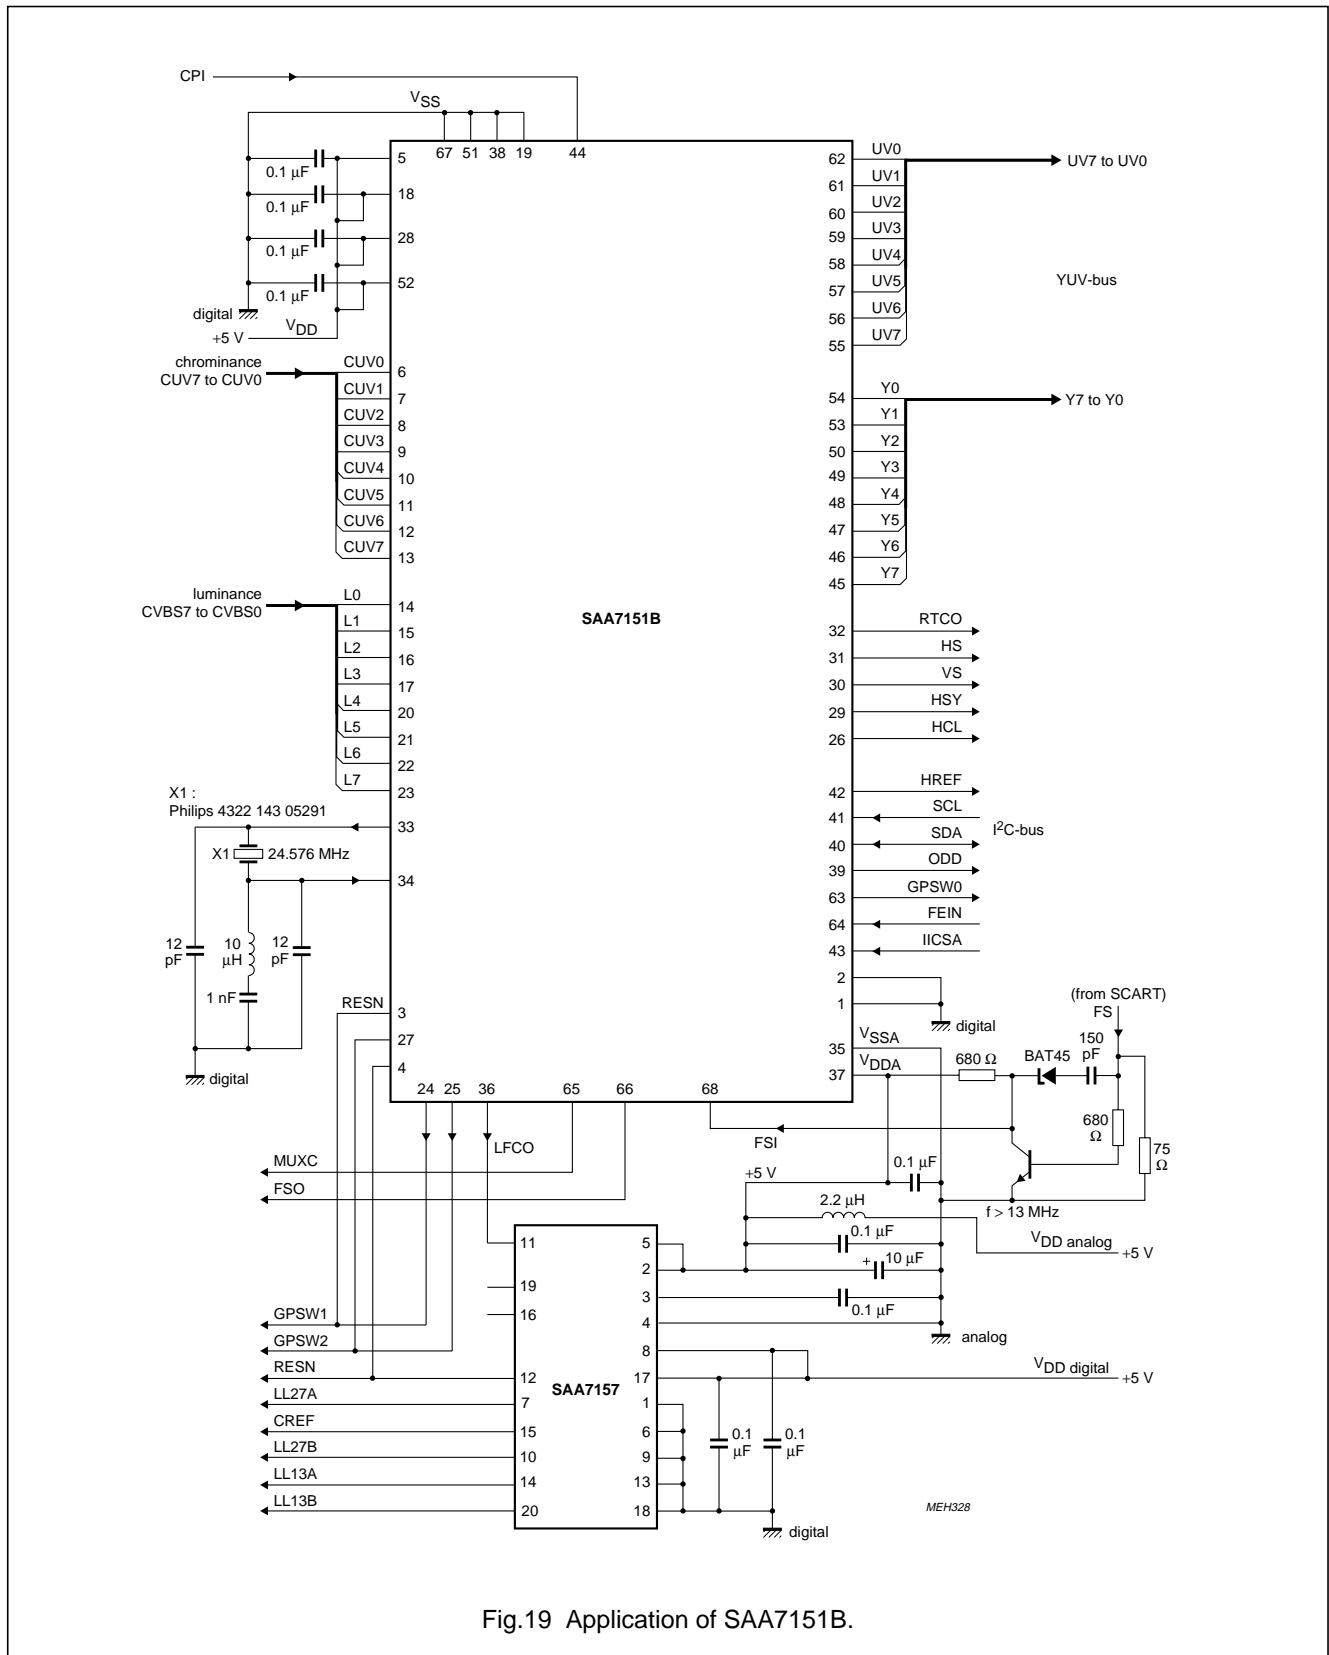 CPI
VSS
67 51 38 19 44
0.1 μF
5
0.1 μF
18
0.1 μF
28
0.1 μF
52
digital
+5 V
VDD
chrominance
CUV7 to CUV0
CUV0 6
CUV1 7
CUV2 8
CUV3 9
CUV4 10
CUV5 11
CUV6 12
CUV7 13
luminance
CVBS7 to CVBS0
L0 14
L1 15
L2 16
L3 17
L4 20
L5 21
L6 22
L7 23
X1 :
Philips 4322 143 05291
33
X1 24.576 MHz
34
12 pF
10 μH
12 pF
1 nF
digital
RESN 3
27
4
SAA7151B
62 UV0
61 UV1
60 UV2
59 UV3
58 UV4
57 UV5
56 UV6
55 UV7
UV7 to UV0
YUV-bus
54 Y0
53 Y1
50 Y2
49 Y3
48 Y4
47 Y5
46 Y6
45 Y7
Y7 to Y0
32 RTCO
31 HS
30 VS
29 HSY
26 HCL
42 HREF
41 SCL
I2C-bus
40 SDA
39 ODD
63 GPSW0
64 FEIN
43 IICSA
2
1
digital
35 VSSA
37 VDDA
680 Ω
BAT45
150 pF
(from SCART)
FS
680 Ω
75 Ω
24 25 36 65 66 68
LFCO
FSI
MUXC
FSO
+5 V
0.1 μF
f > 13 MHz
2.2 μH
0.1 μF
VDD analog
+5 V
+ 10 μF
0.1 μF
analog
11
19
16
5
2
3
4
8
17
1
6
9
13
18
SAA7157
GPSW1
GPSW2
RESN 12
LL27A 7
CREF 15
LL27B 10
LL13A 14
LL13B 20
VDD digital
+5 V
0.1 μF
0.1 μF
digital
MEH328
Fig.19 Application of SAA7151B.